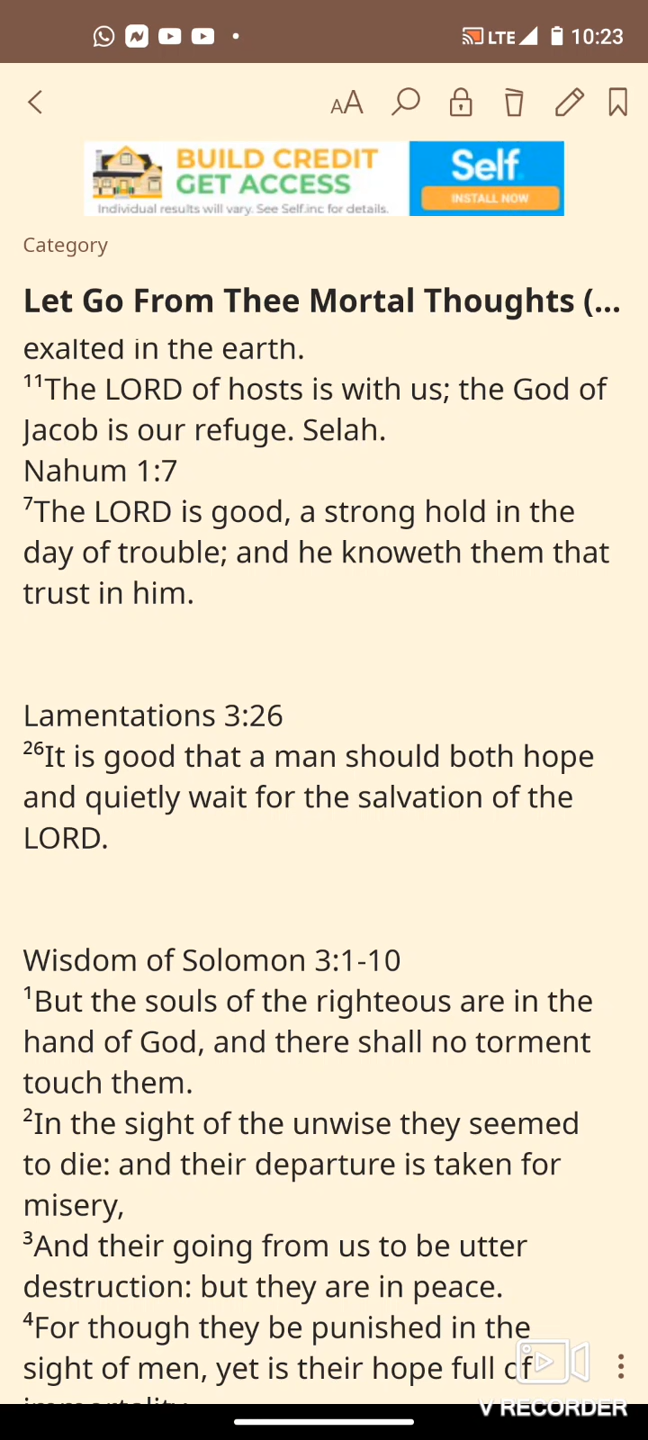 LTE 10:23
AA
BUILD CREDIT
GET ACCESS
Individual results will vary. See Self.inc for details.
Self.
INSTALL NOW
Category
Let Go From Thee Mortal Thoughts (...
exalted in the earth.
¹¹The LORD of hosts is with us; the God of
Jacob is our refuge. Selah.
Nahum 1:7
⁷The LORD is good, a strong hold in the
day of trouble; and he knoweth them that
trust in him.
Lamentations 3:26
²⁶It is good that a man should both hope
and quietly wait for the salvation of the
LORD.
Wisdom of Solomon 3:1-10
¹But the souls of the righteous are in the
hand of God, and there shall no torment
touch them.
²In the sight of the unwise they seemed
to die: and their departure is taken for
misery,
³And their going from us to be utter
destruction: but they are in peace.
⁴For though they be punished in the
sight of men, yet is their hope full of
V RECORDER